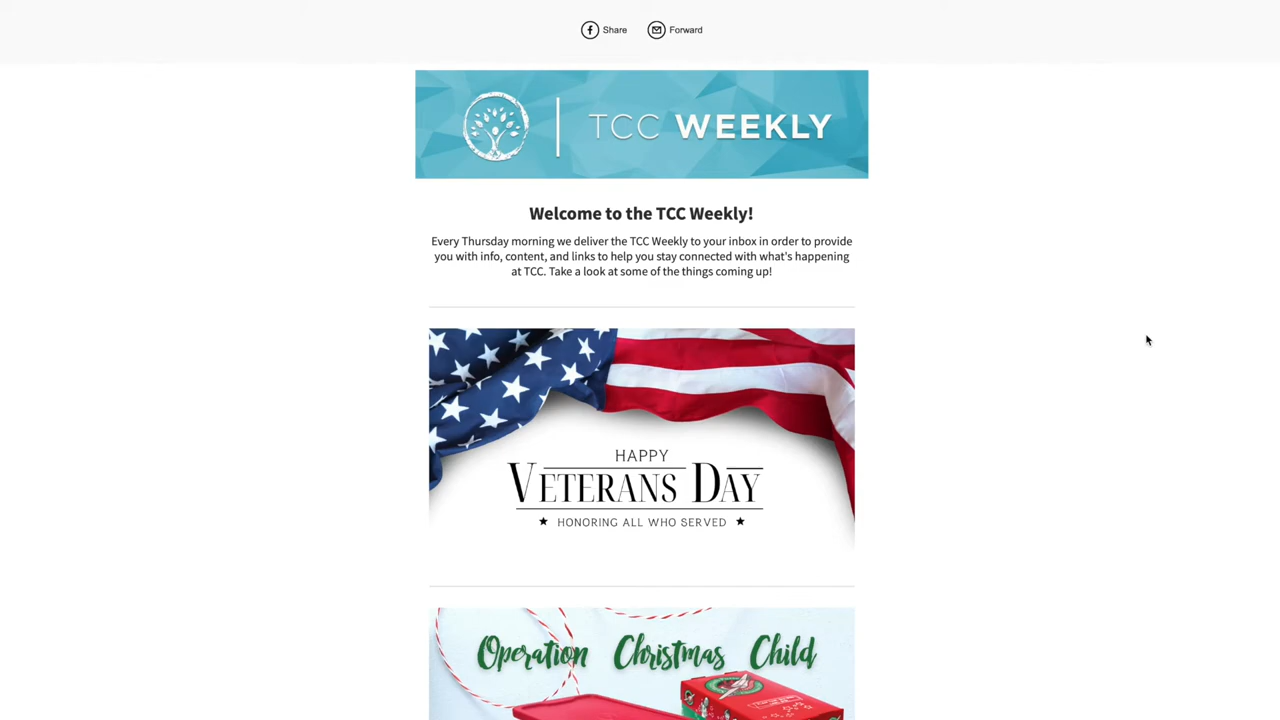 Share Forward
TCC WEEKLY
Welcome to the TCC Weekly!
Every Thursday morning we deliver the TCC Weekly to your inbox in order to provide
you with info, content, and links to help you stay connected with what's happening
at TCC. Take a look at some of the things coming up!
HAPPY
VETERANS DAY
★ HONORING ALL WHO SERVED ★
Operation Christmas Child